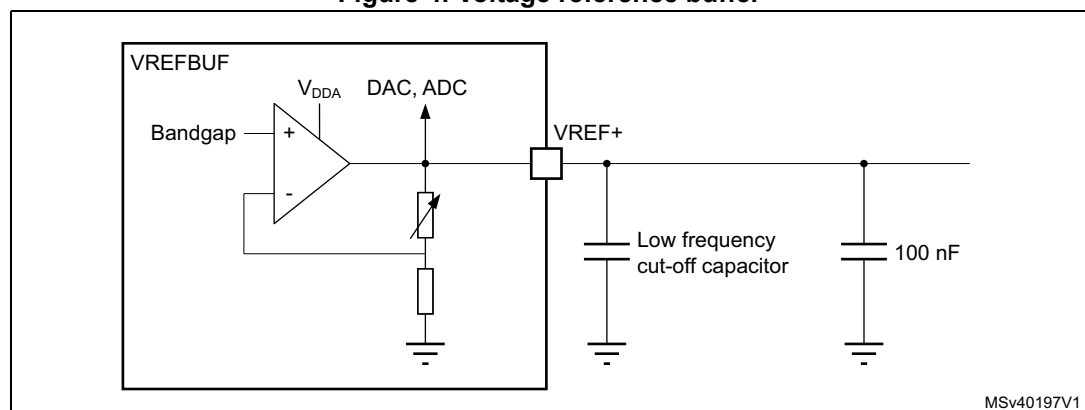 Figure 4. Voltage reference buffer
VREFBUF
VDDA
DAC, ADC
Bandgap
+
-
VREF+
Low frequency
cut-off capacitor
100 nF
MSv40197V1